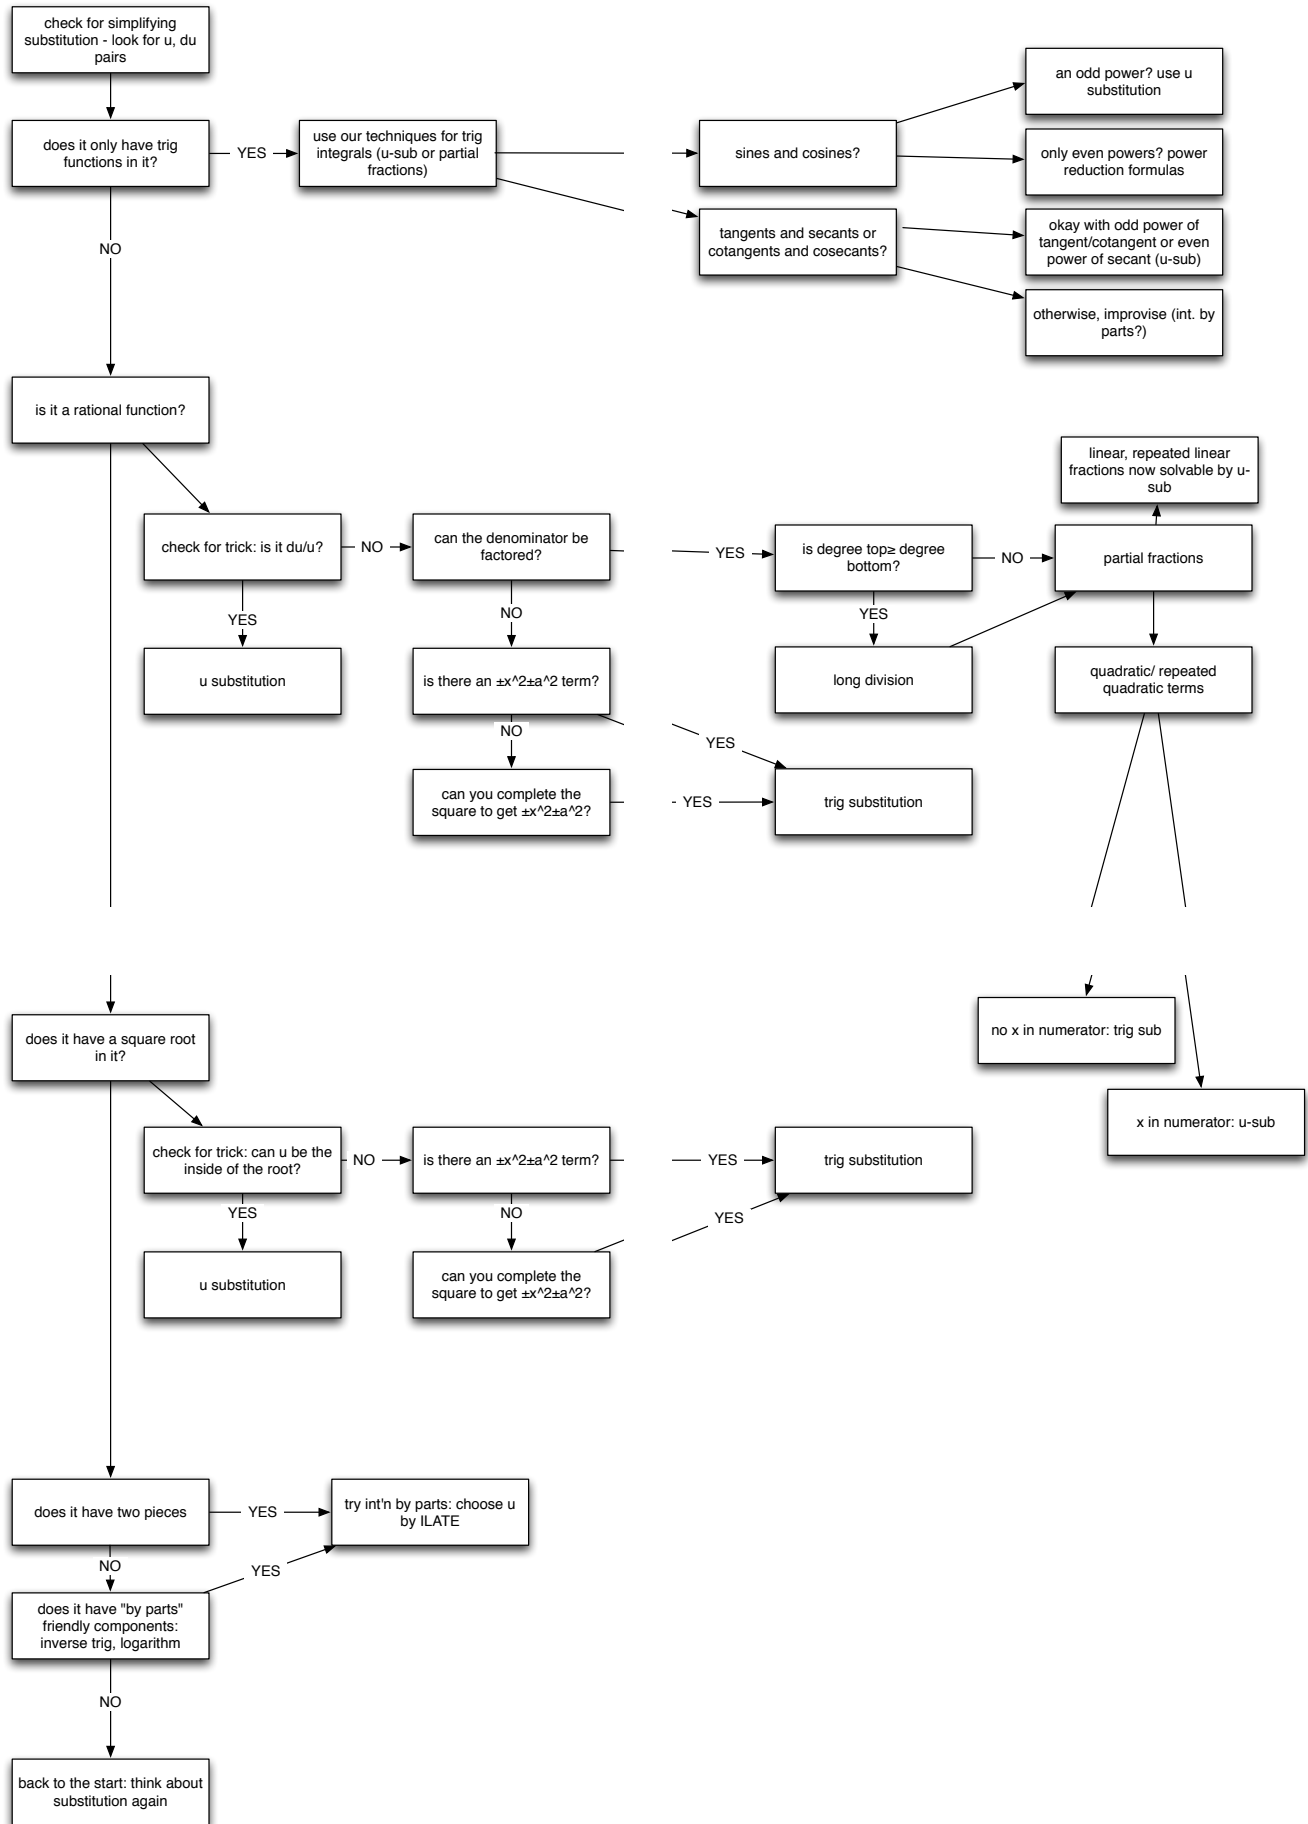 check for simplifying
substitution - look for u, du
pairs
does it only have trig
functions in it?
YES
use our techniques for trig
integrals (u-sub or partial
fractions)
sines and cosines?
an odd power? use u
substitution
only even powers? power
reduction formulas
tangents and secants or
cotangents and cosecants?
okay with odd power of
tangent/cotangent or even
power of secant (u-sub)
otherwise, improvise (int. by
parts?)
NO
is it a rational function?
check for trick: is it du/u?
NO
can the denominator be
factored?
YES
is degree top≥ degree
bottom?
NO
partial fractions
linear, repeated linear
fractions now solvable by u-
sub
YES
u substitution
NO
is there an ±x^2±a^2 term?
YES
long division
quadratic/ repeated
quadratic terms
NO
YES
can you complete the
square to get ±x^2±a^2?
YES
trig substitution
no x in numerator: trig sub
x in numerator: u-sub
does it have a square root
in it?
check for trick: can u be the
inside of the root?
NO
is there an ±x^2±a^2 term?
YES
trig substitution
YES
u substitution
NO
can you complete the
square to get ±x^2±a^2?
YES
does it have two pieces
YES
try int'n by parts: choose u
by ILATE
NO
YES
does it have "by parts"
friendly components:
inverse trig, logarithm
NO
back to the start: think about
substitution again